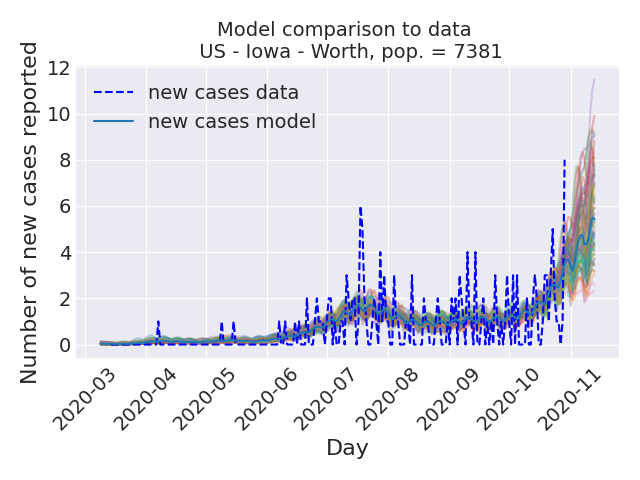 Model comparison to data
US - Iowa - Worth, pop. = 7381
Number of new cases reported
12
10
8
6
4
2
0
new cases data
new cases model
2020-03
2020-04
2020-05
2020-06
2020-07
2020-08
2020-09
2020-10
2020-11
Day